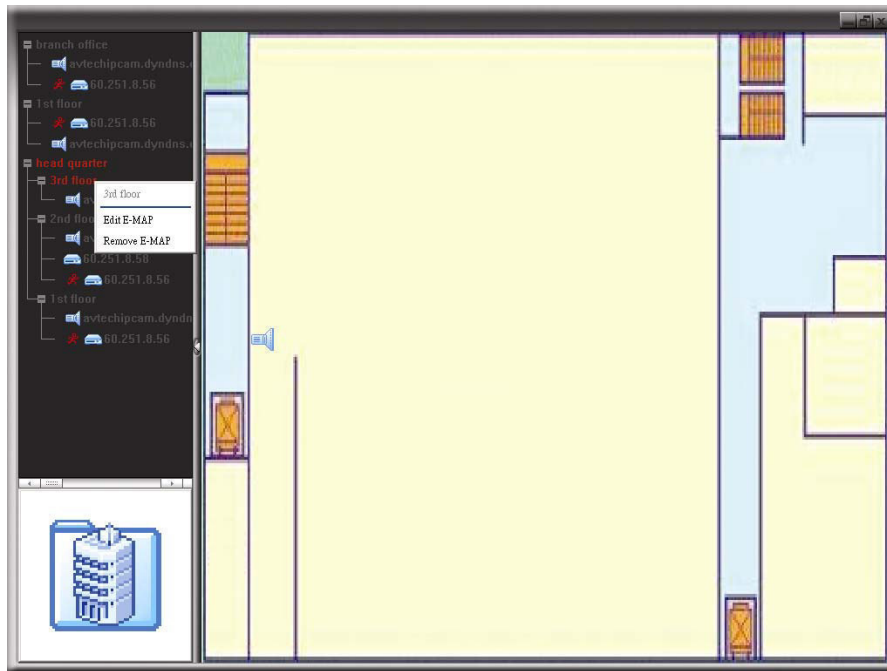 branch office
avtechipcam.dyndns.
60.251.8.56
1st floor
60.251.8.56
avtechipcam.dyndns.
head quarter
3rd floor
3rd floor
Edit E-MAP
Remove E-MAP
2nd floo
60.251.8.58
60.251.8.56
1st floor
avtechipcam.dyndn
60.251.8.56